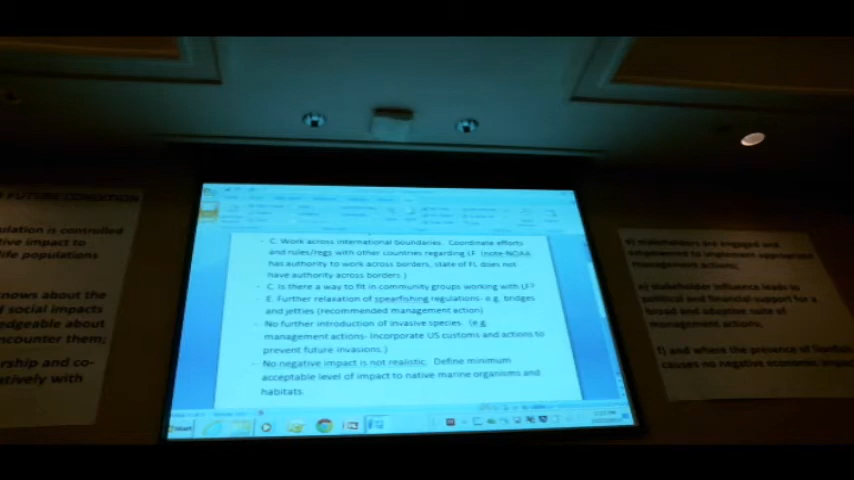 FUTURE CONDITION
ulation is controlled
tive impact to
life populations
nows about the
d social impacts
edgeable about
ncounter them;
rship and co-
atively with
C. Work across international boundaries. Coordinate efforts
and rules/regs with other countries regarding LF. (note-NOAA
has authority to work across borders, state of FL does not
have authority across borders.)
C. Is there a way to fit in community groups working with LF?
E. Further relaxation of spearfishing regulations- e.g. bridges
and jetties (recommended management action)
No further introduction of invasive species. (e.g.
management actions- Incorporate US customs and actions to
prevent future invasions.)
No negative impact is not realistic. Define minimum
acceptable level of impact to native marine organisms and
habitats.
Start
stakeholders are engaged and
empowered to implement appropriate
management actions;
e) stakeholder influence leads to
political and financial support for a
broad and adaptive suite of
management actions.
f) and where the presence of lionfish
causes no negative economic impact